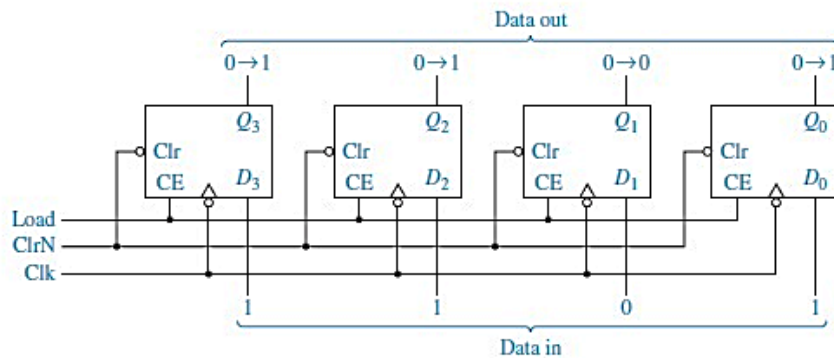 Data out
0→1 0→1 0→0 0→1
Q3 Q2 Q1 Q0
Clr Clr Clr Clr
CE D3 CE D2 CE D1 CE D0
Load
ClrN
Clk
1 1 0 1
Data in